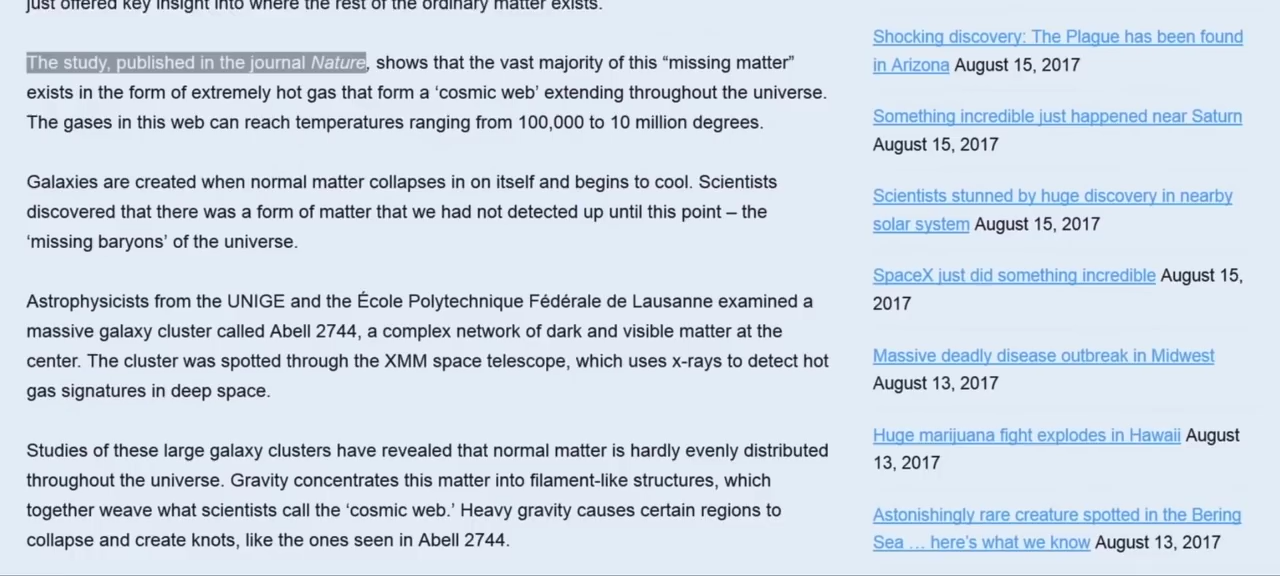 just offered key insight into where the rest of the ordinary matter exists.
The study, published in the journal Nature, shows that the vast majority of this “missing matter”
exists in the form of extremely hot gas that form a ‘cosmic web’ extending throughout the universe.
The gases in this web can reach temperatures ranging from 100,000 to 10 million degrees.
Galaxies are created when normal matter collapses in on itself and begins to cool. Scientists
discovered that there was a form of matter that we had not detected up until this point – the
‘missing baryons’ of the universe.
Astrophysicists from the UNIGE and the École Polytechnique Fédérale de Lausanne examined a
massive galaxy cluster called Abell 2744, a complex network of dark and visible matter at the
center. The cluster was spotted through the XMM space telescope, which uses x-rays to detect hot
gas signatures in deep space.
Studies of these large galaxy clusters have revealed that normal matter is hardly evenly distributed
throughout the universe. Gravity concentrates this matter into filament-like structures, which
together weave what scientists call the ‘cosmic web.’ Heavy gravity causes certain regions to
collapse and create knots, like the ones seen in Abell 2744.
Shocking discovery: The Plague has been found
in Arizona August 15, 2017
Something incredible just happened near Saturn
August 15, 2017
Scientists stunned by huge discovery in nearby
solar system August 15, 2017
SpaceX just did something incredible August 15,
2017
Massive deadly disease outbreak in Midwest
August 13, 2017
Huge marijuana fight explodes in Hawaii August
13, 2017
Astonishingly rare creature spotted in the Bering
Sea … here’s what we know August 13, 2017